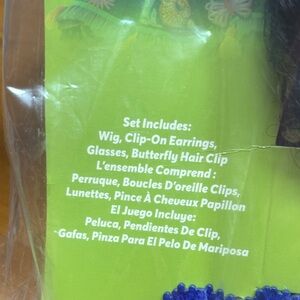 Set Includes:
Wig, Clip-On Earrings,
Glasses, Butterfly Hair Clip
L'ensemble Comprend :
Perruque, Boucles D'oreille Clips,
Lunettes, Pince À Cheveux Papillon
El Juego Incluye:
Peluca, Pendientes De Clip,
Gafas, Pinza Para El Pelo De Mariposa